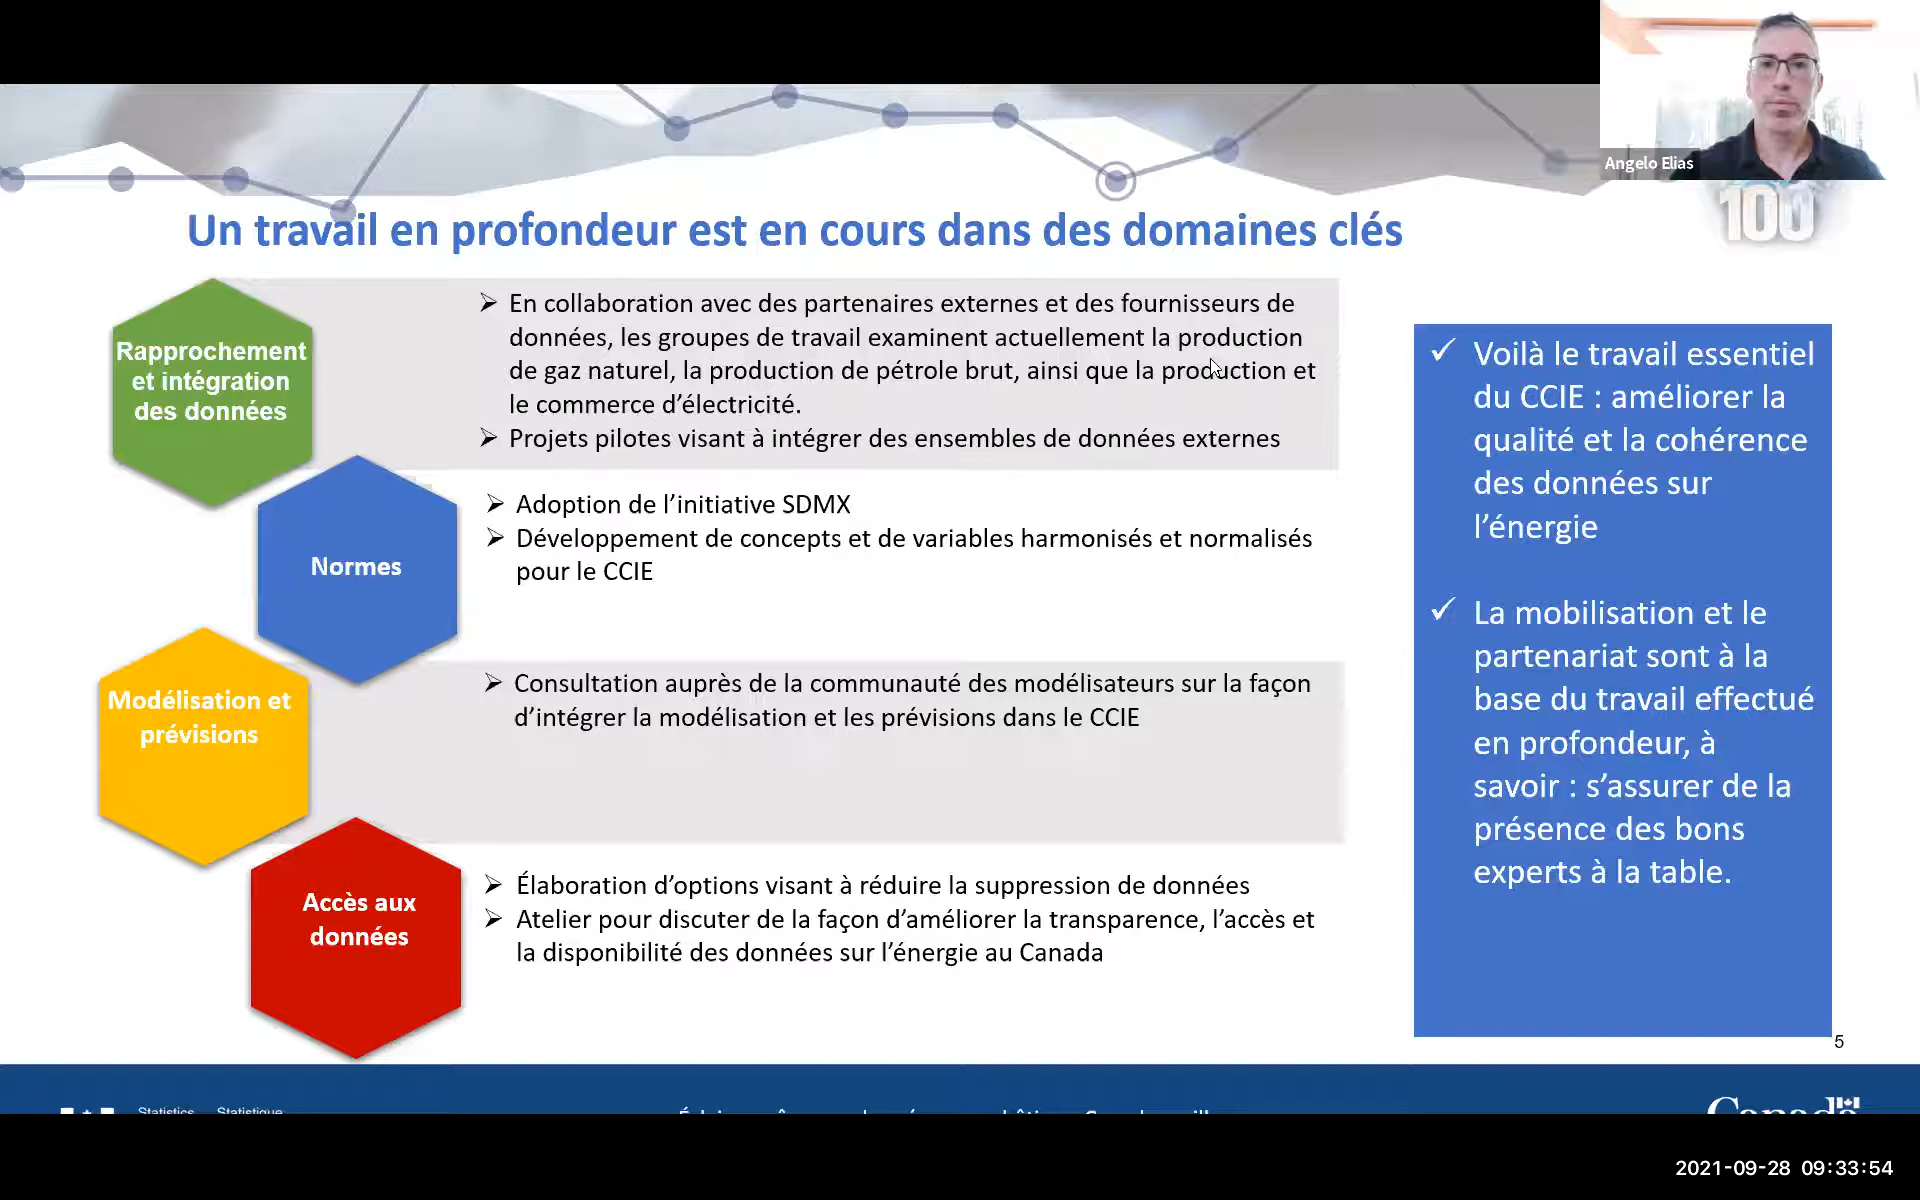 Angelo Elias
100
Un travail en profondeur est en cours dans des domaines clés
Rapprochement
et intégration
des données
➢ En collaboration avec des partenaires externes et des fournisseurs de
données, les groupes de travail examinent actuellement la production
de gaz naturel, la production de pétrole brut, ainsi que la production et
le commerce d’électricité.
➢ Projets pilotes visant à intégrer des ensembles de données externes
Normes
➢ Adoption de l’initiative SDMX
➢ Développement de concepts et de variables harmonisés et normalisés
pour le CCIE
Modélisation et
prévisions
➢ Consultation auprès de la communauté des modélisateurs sur la façon
d’intégrer la modélisation et les prévisions dans le CCIE
Accès aux
données
➢ Élaboration d’options visant à réduire la suppression de données
➢ Atelier pour discuter de la façon d’améliorer la transparence, l’accès et
la disponibilité des données sur l’énergie au Canada
✓ Voilà le travail essentiel
du CCIE : améliorer la
qualité et la cohérence
des données sur
l’énergie
✓ La mobilisation et le
partenariat sont à la
base du travail effectué
en profondeur, à
savoir : s’assurer de la
présence des bons
experts à la table.
5
Statistics Statistique
Canada
2021-09-28 09:33:54